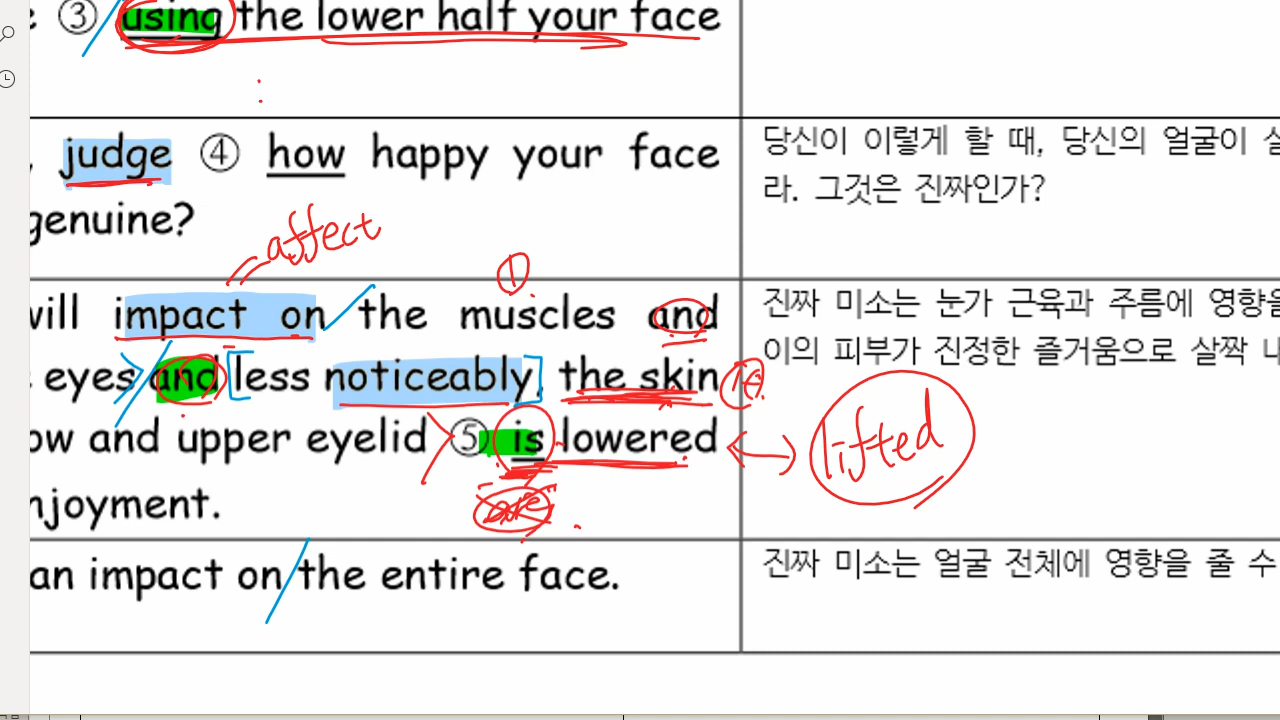 ③ using the lower half your face
judge ④ how happy your face
genuine?
당신이 이렇게 할 때, 당신의 얼굴이
라. 그것은 진짜인가?
affect
①
will impact on the muscles and
eyes and less noticeably, the skin
and upper eyelid ⑤ is lowered
are
lifted
njoyment.
진짜 미소는 눈가 근육과 주름에 영향을
이의 피부가 진정한 즐거움으로 살짝
an impact on the entire face.
진짜 미소는 얼굴 전체에 영향을 줄 수